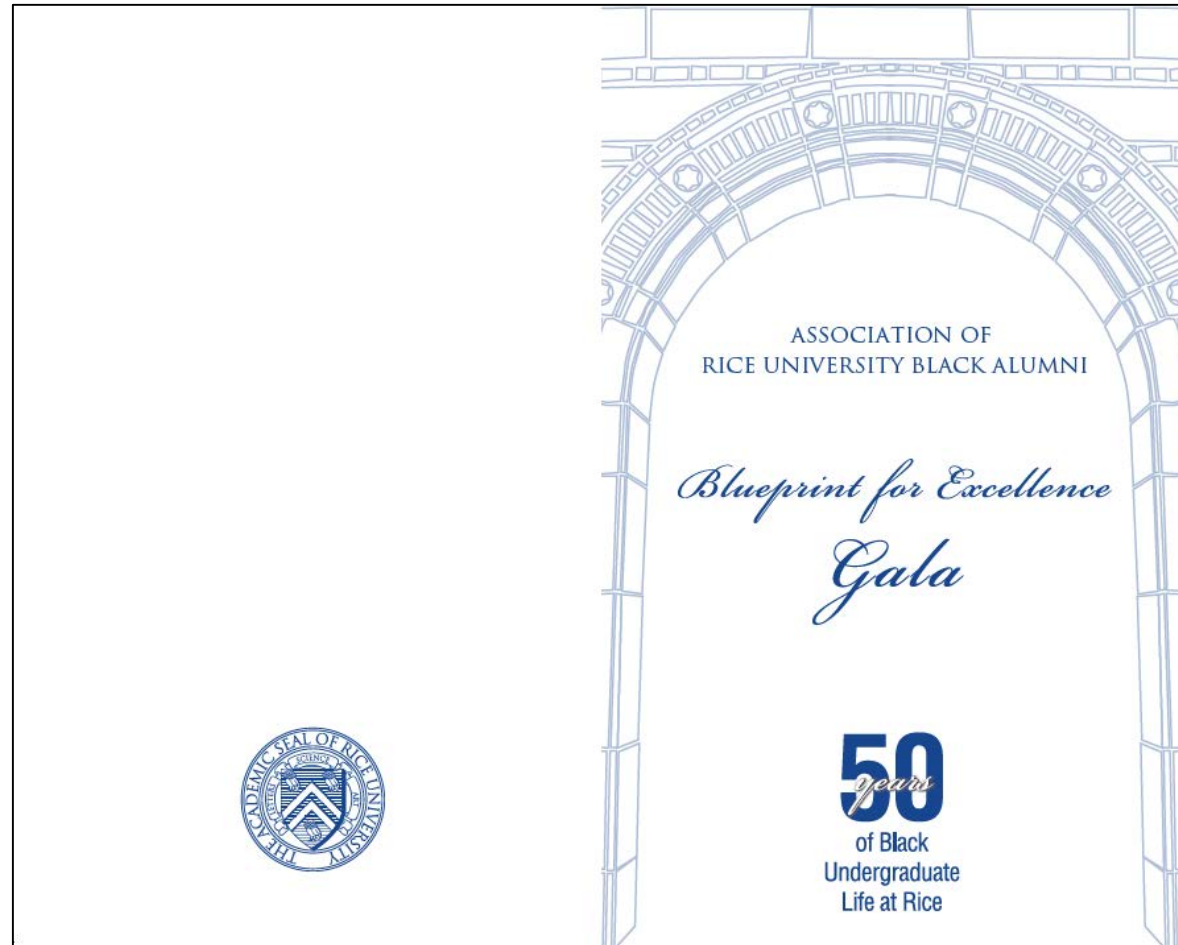 THE ACADEMIC SEAL OF RICE UNIVERSITY
LETTERS
SCIENCE
ART
ASSOCIATION OF
RICE UNIVERSITY BLACK ALUMNI
Blueprint for Excellence
Gala
50
years
of Black
Undergraduate
Life at Rice